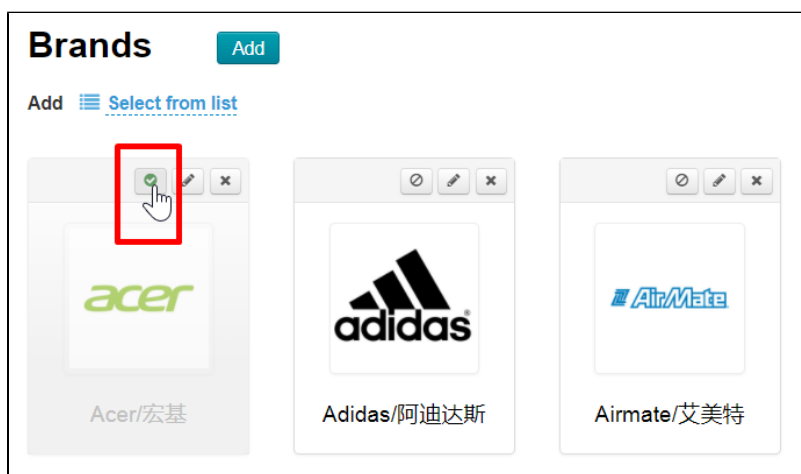 Brands Add
Add Select from list
acer
adidas
AirMate
Acer/宏基
Adidas/阿迪达斯
Airmate/艾美特